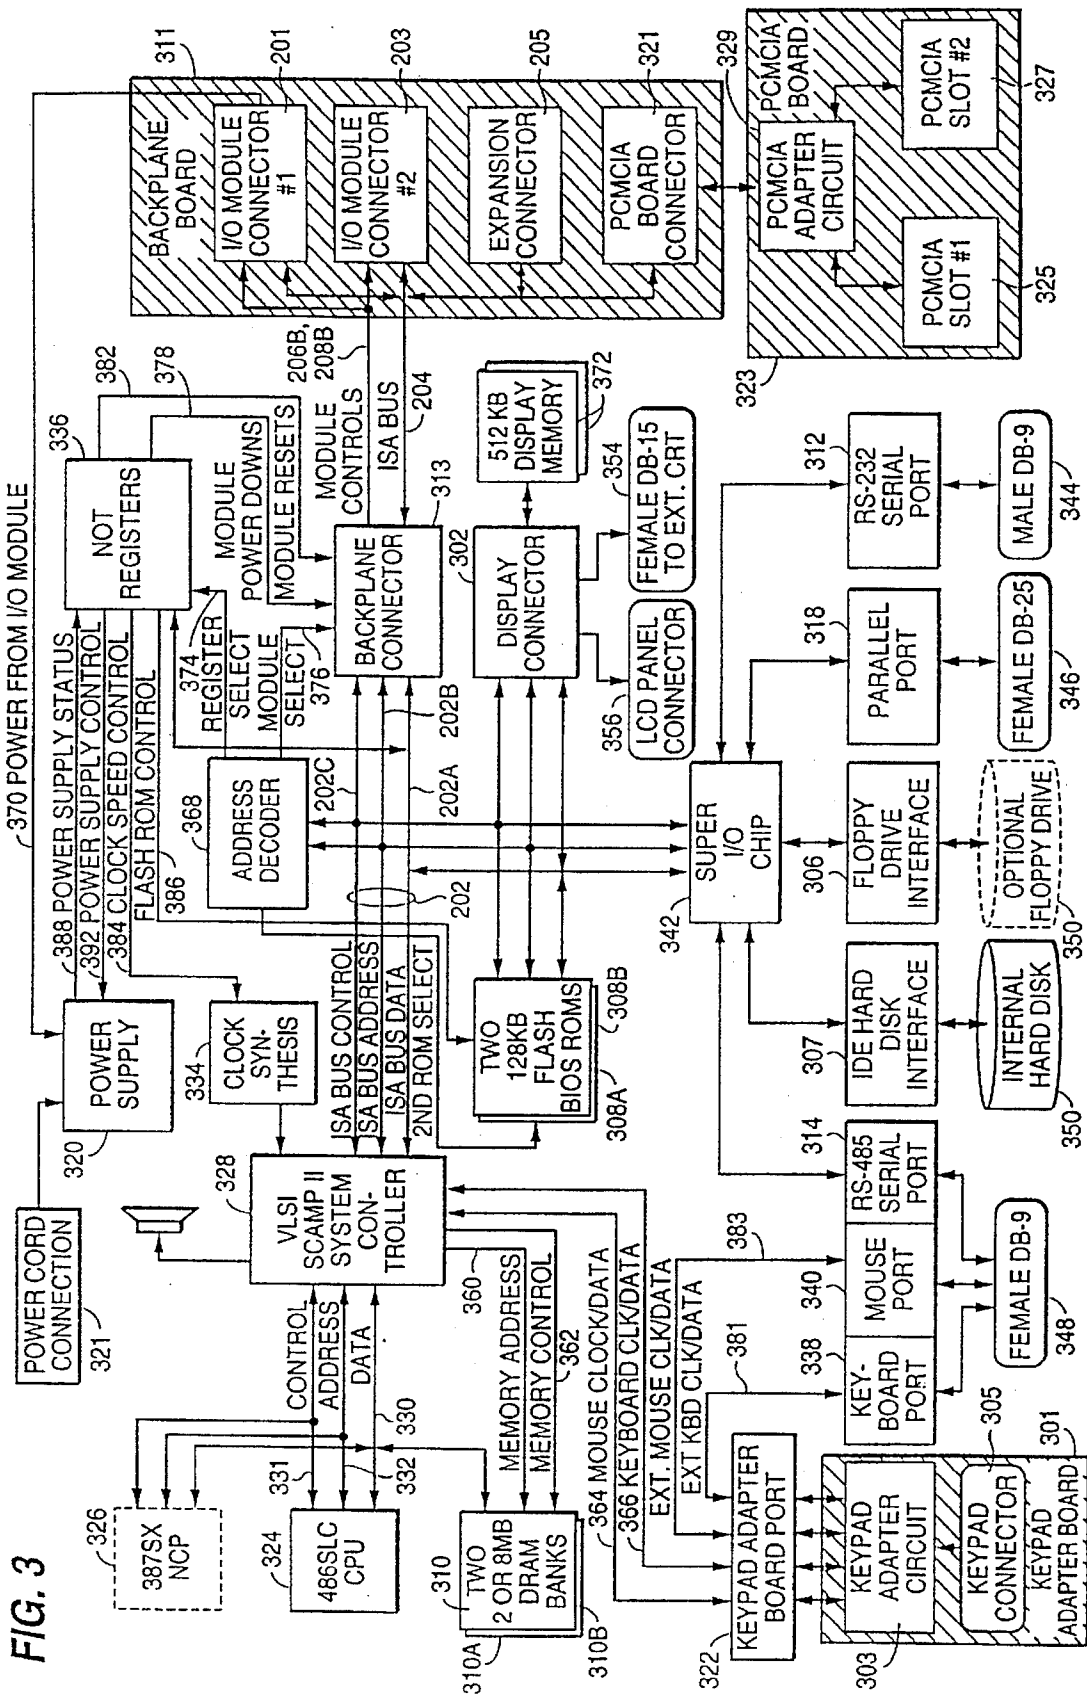 FIG. 3
POWER CORD
CONNECTION
321
POWER
SUPPLY
320
370 POWER FROM I/O MODULE
388 POWER SUPPLY STATUS
392 POWER SUPPLY CONTROL
384 CLOCK SPEED CONTROL
FLASH ROM CONTROL
386
NOT
REGISTERS
336
382
378
374
REGISTER
SELECT
MODULE
SELECT
376
MODULE
POWER DOWNS
MODULE RESETS
CLOCK
SYN-
THESIS
334
ADDRESS
DECODER
368
387SX
NCP
326
486SLC
CPU
324
331
332
330
CONTROL
ADDRESS
DATA
VLSI
SCAMP II
SYSTEM
CON-
TROLLER
328
ISA BUS CONTROL
ISA BUS ADDRESS
ISA BUS DATA
2ND ROM SELECT
202
202C
202B
202A
BACKPLANE
CONNECTOR
313
MODULE
CONTROLS
206B,
208B
ISA BUS
204
BACKPLANE
BOARD
311
I/O MODULE
CONNECTOR
#1
201
I/O MODULE
CONNECTOR
#2
203
EXPANSION
CONNECTOR
205
PCMCIA
BOARD
CONNECTOR
321
TWO
2 OR 8MB
DRAM
BANKS
310
310A
310B
MEMORY ADDRESS
MEMORY CONTROL
360
362
TWO
128KB
FLASH
BIOS ROMS
308A
308B
DISPLAY
CONNECTOR
302
512 KB
DISPLAY
MEMORY
372
LCD PANEL
CONNECTOR
356
FEMALE DB-15
TO EXT. CRT
354
PCMCIA
BOARD
323
PCMCIA
ADAPTER
CIRCUIT
329
PCMCIA
SLOT #1
325
PCMCIA
SLOT #2
327
364 MOUSE CLOCK/DATA
366 KEYBOARD CLK/DATA
EXT. MOUSE CLK/DATA
EXT KBD CLK/DATA
383
381
SUPER
I/O
CHIP
342
KEYPAD ADAPTER
BOARD PORT
322
KEYPAD
ADAPTER
CIRCUIT
303
KEYPAD
CONNECTOR
305
KEYPAD
ADAPTER BOARD
301
KEY-
BOARD
PORT
338
MOUSE
PORT
340
RS-485
SERIAL
PORT
314
IDE HARD
DISK
INTERFACE
307
FLOPPY
DRIVE
INTERFACE
306
PARALLEL
PORT
318
RS-232
SERIAL
PORT
312
FEMALE DB-9
348
INTERNAL
HARD DISK
350
OPTIONAL
FLOPPY DRIVE
350
FEMALE DB-25
346
MALE DB-9
344